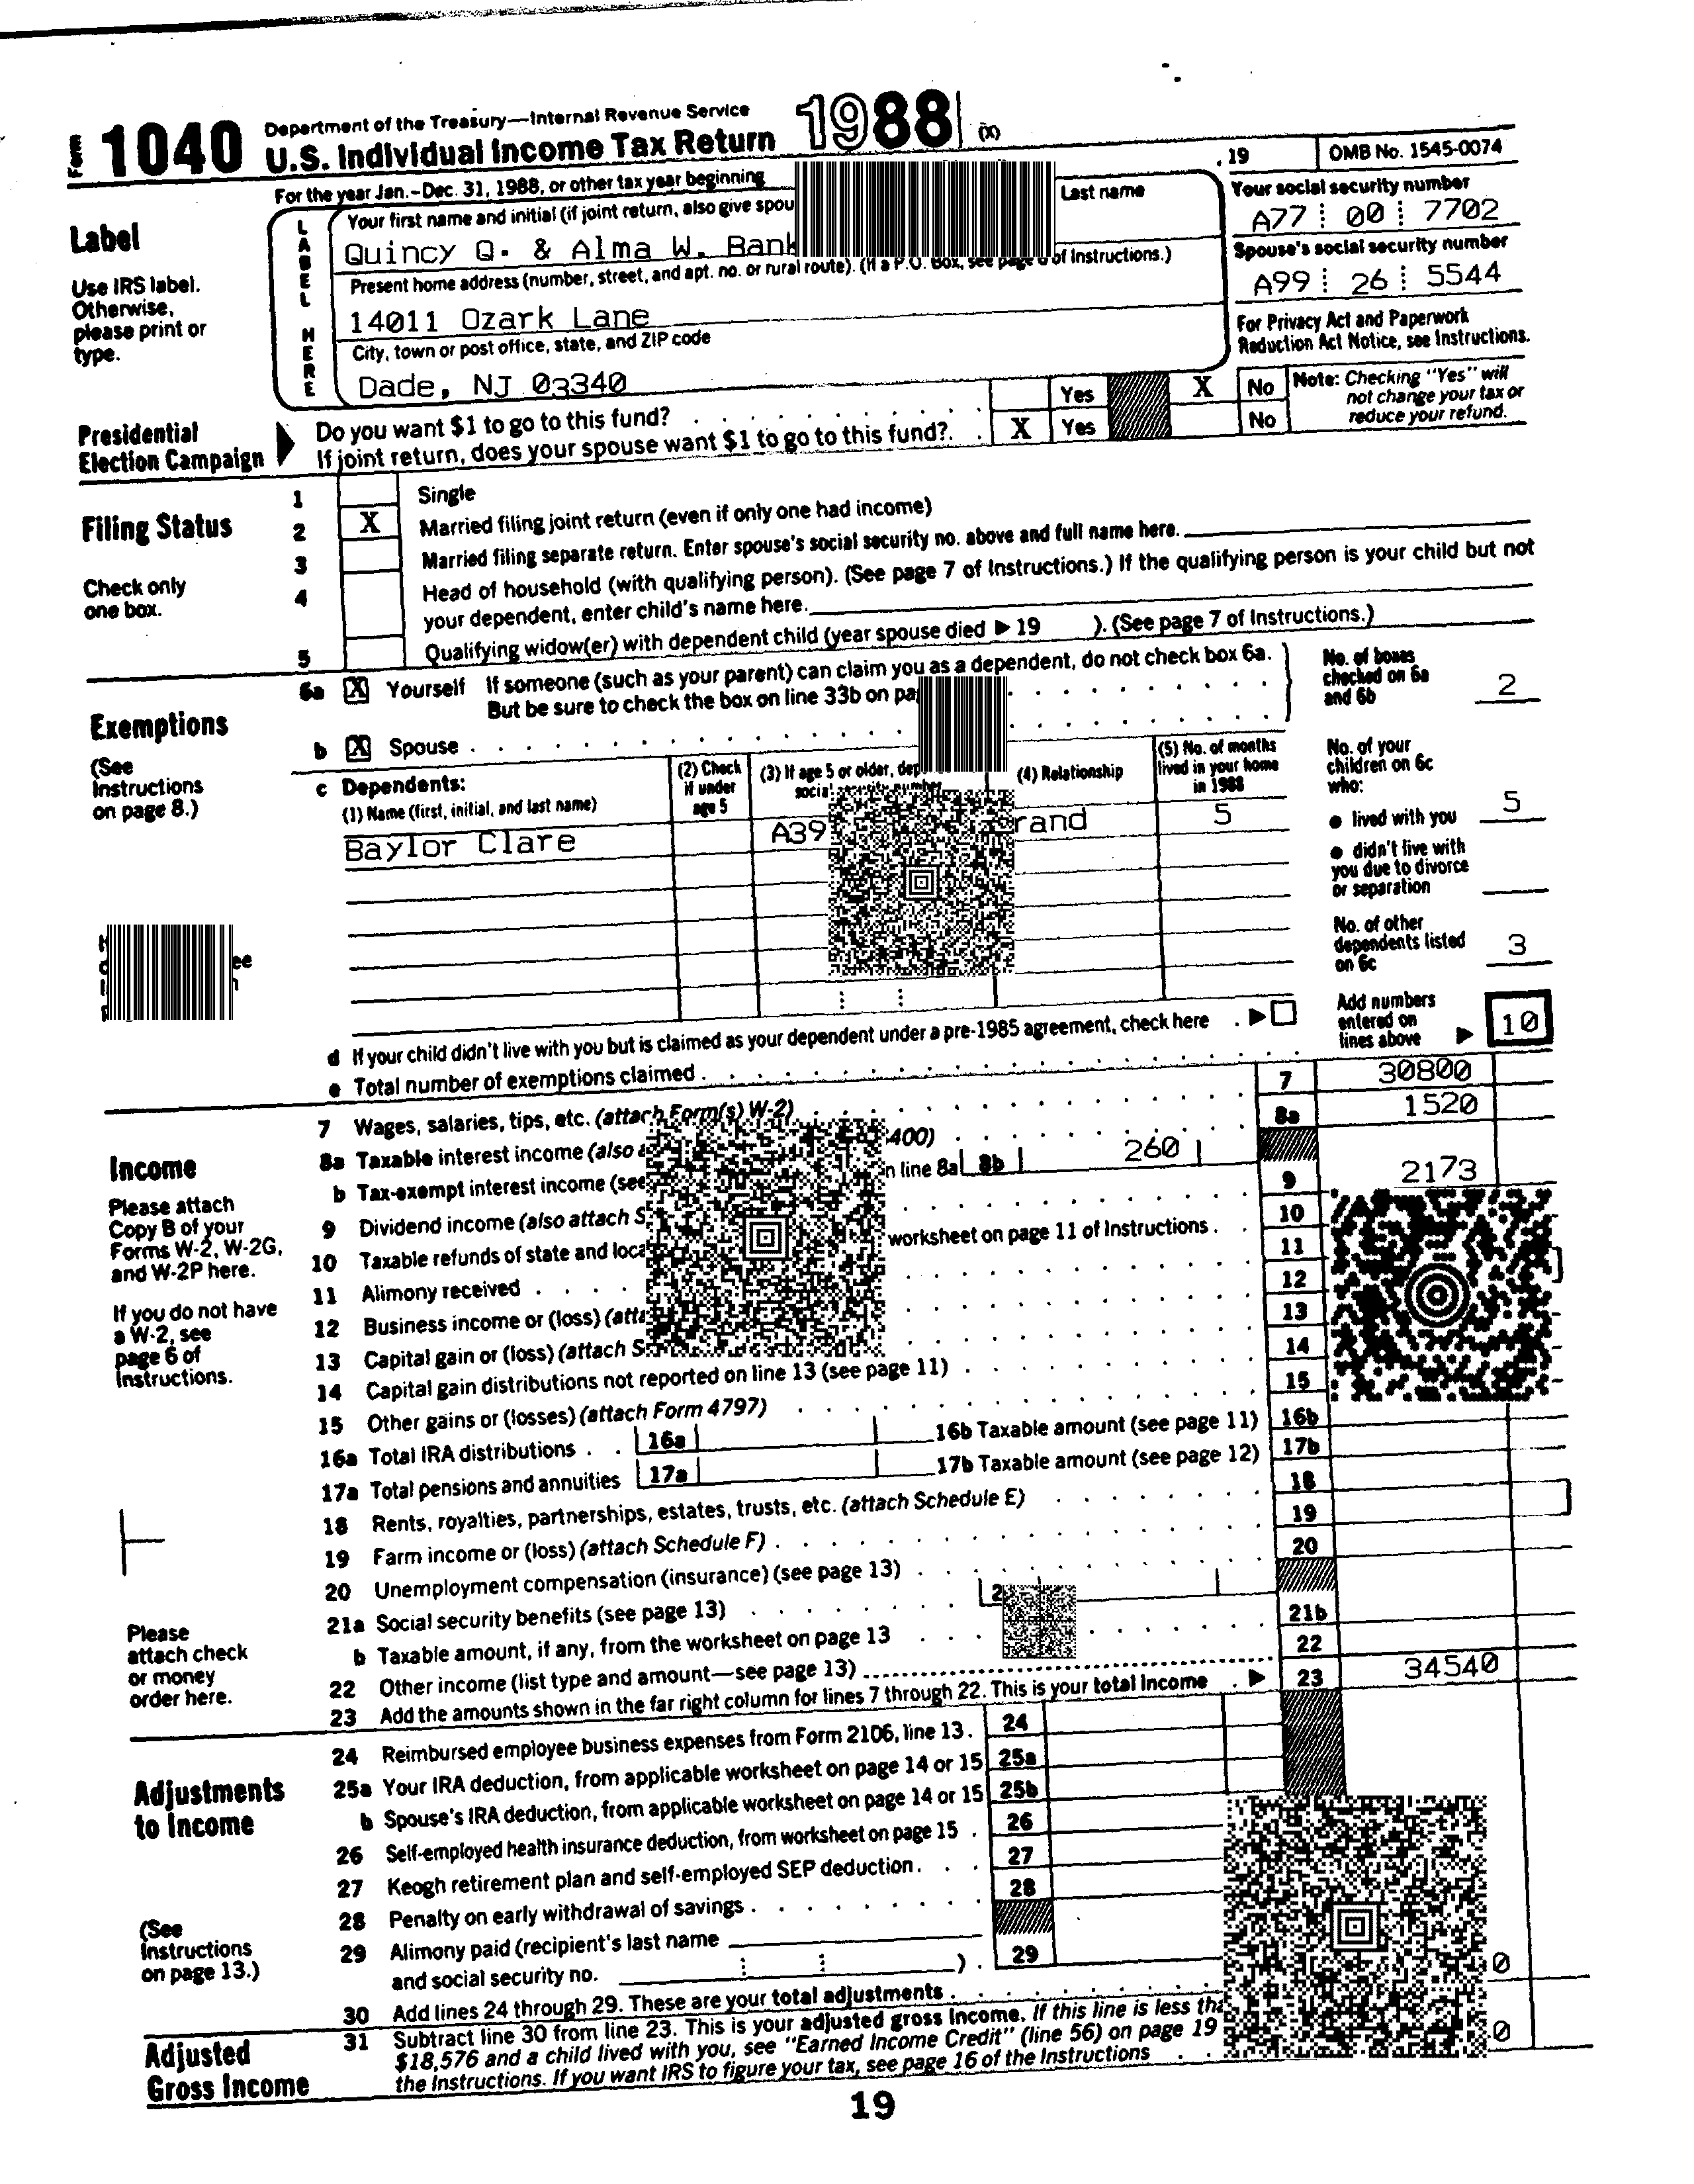 Form 1040 Department of the Treasury—Internal Revenue Service
U.S. Individual Income Tax Return 1988 (X)
For the year Jan.-Dec. 31, 1988, or other tax year beginning , 19 OMB No. 1545-0074
Label
Use IRS label.
Otherwise,
please print or
type.
LABEL HERE
Your first name and initial (if joint return, also give Last name
Quincy Q. & Alma W.
Present home address (number, street, and apt. no. or rural route). (If a P.O. Box, see page of Instructions.)
14011 Ozark Lane
City, town or post office, state, and ZIP code
Dade, NJ 03340
Your social security number
A77 00 7702
Spouse's social security number
A99 26 5544
For Privacy Act and Paperwork
Reduction Act Notice, see Instructions.
Presidential
Election Campaign
Do you want $1 to go to this fund? Yes X No
If joint return, does your spouse want $1 to go to this fund? X Yes No
Note: Checking "Yes" will
not change your tax or
reduce your refund.
Filing Status
Check only
one box.
1 Single
2 X Married filing joint return (even if only one had income)
3 Married filing separate return. Enter spouse's social security no. above and full name here.
4 Head of household (with qualifying person). (See page 7 of Instructions.) If the qualifying person is your child but not
your dependent, enter child's name here.
5 Qualifying widow(er) with dependent child (year spouse died ▶ 19 ). (See page 7 of Instructions.)
Exemptions
(See
Instructions
on page 8.)
6a X Yourself If someone (such as your parent) can claim you as a dependent, do not check box 6a.
But be sure to check the box on line 33b on
b X Spouse
No. of boxes
checked on 6a
and 6b 2
c Dependents:
(1) Name (first, initial, and last name)
(2) Check
if under
age 5
(3) If age 5 or older,
social security number
(4) Relationship
(5) No. of months
lived in your home
in 1988
Baylor Clare A39 5
No. of your
children on 6c
who:
● lived with you 5
● didn't live with
you due to divorce
or separation
No. of other
dependents listed
on 6c 3
d If your child didn't live with you but is claimed as your dependent under a pre-1985 agreement, check here ▶
e Total number of exemptions claimed
Add numbers
entered on
lines above ▶ 10
Income
Please attach
Copy B of your
Forms W-2, W-2G,
and W-2P here.
If you do not have
a W-2, see
page 6 of
Instructions.
Please
attach check
or money
order here.
7 Wages, salaries, tips, etc. (attach Form(s) W-2) 7 30800
8a Taxable interest income (also 400) 8a 1520
b Tax-exempt interest income (see line 8a 8b 260
9 Dividend income (also attach 9 2173
10 Taxable refunds of state and worksheet on page 11 of Instructions. 10
11 Alimony received 11
12 Business income or (loss) 12
13 Capital gain or (loss) (attach 13
14 Capital gain distributions not reported on line 13 (see page 11) 14
15 Other gains or (losses) (attach Form 4797) 15
16a Total IRA distributions 16a 16b Taxable amount (see page 11) 16b
17a Total pensions and annuities 17a 17b Taxable amount (see page 12) 17b
18 Rents, royalties, partnerships, estates, trusts, etc. (attach Schedule E) 18
19 Farm income or (loss) (attach Schedule F) 19
20 Unemployment compensation (insurance) (see page 13) 20
21a Social security benefits (see page 13)
b Taxable amount, if any, from the worksheet on page 13 21b
22 Other income (list type and amount—see page 13) 22
23 Add the amounts shown in the far right column for lines 7 through 22. This is your total income ▶ 23 34540
Adjustments
to Income
(See
Instructions
on page 13.)
24 Reimbursed employee business expenses from Form 2106, line 13. 24
25a Your IRA deduction, from applicable worksheet on page 14 or 15 25a
b Spouse's IRA deduction, from applicable worksheet on page 14 or 15 25b
26 Self-employed health insurance deduction, from worksheet on page 15 26
27 Keogh retirement plan and self-employed SEP deduction 27
28 Penalty on early withdrawal of savings 28
29 Alimony paid (recipient's last name
and social security no. ) 29
30 Add lines 24 through 29. These are your total adjustments 0
Adjusted
Gross Income
31 Subtract line 30 from line 23. This is your adjusted gross income. If this line is less
$18,576 and a child lived with you, see "Earned Income Credit" (line 56) on page 19
the Instructions. If you want IRS to figure your tax, see page 16 of the Instructions 0
19